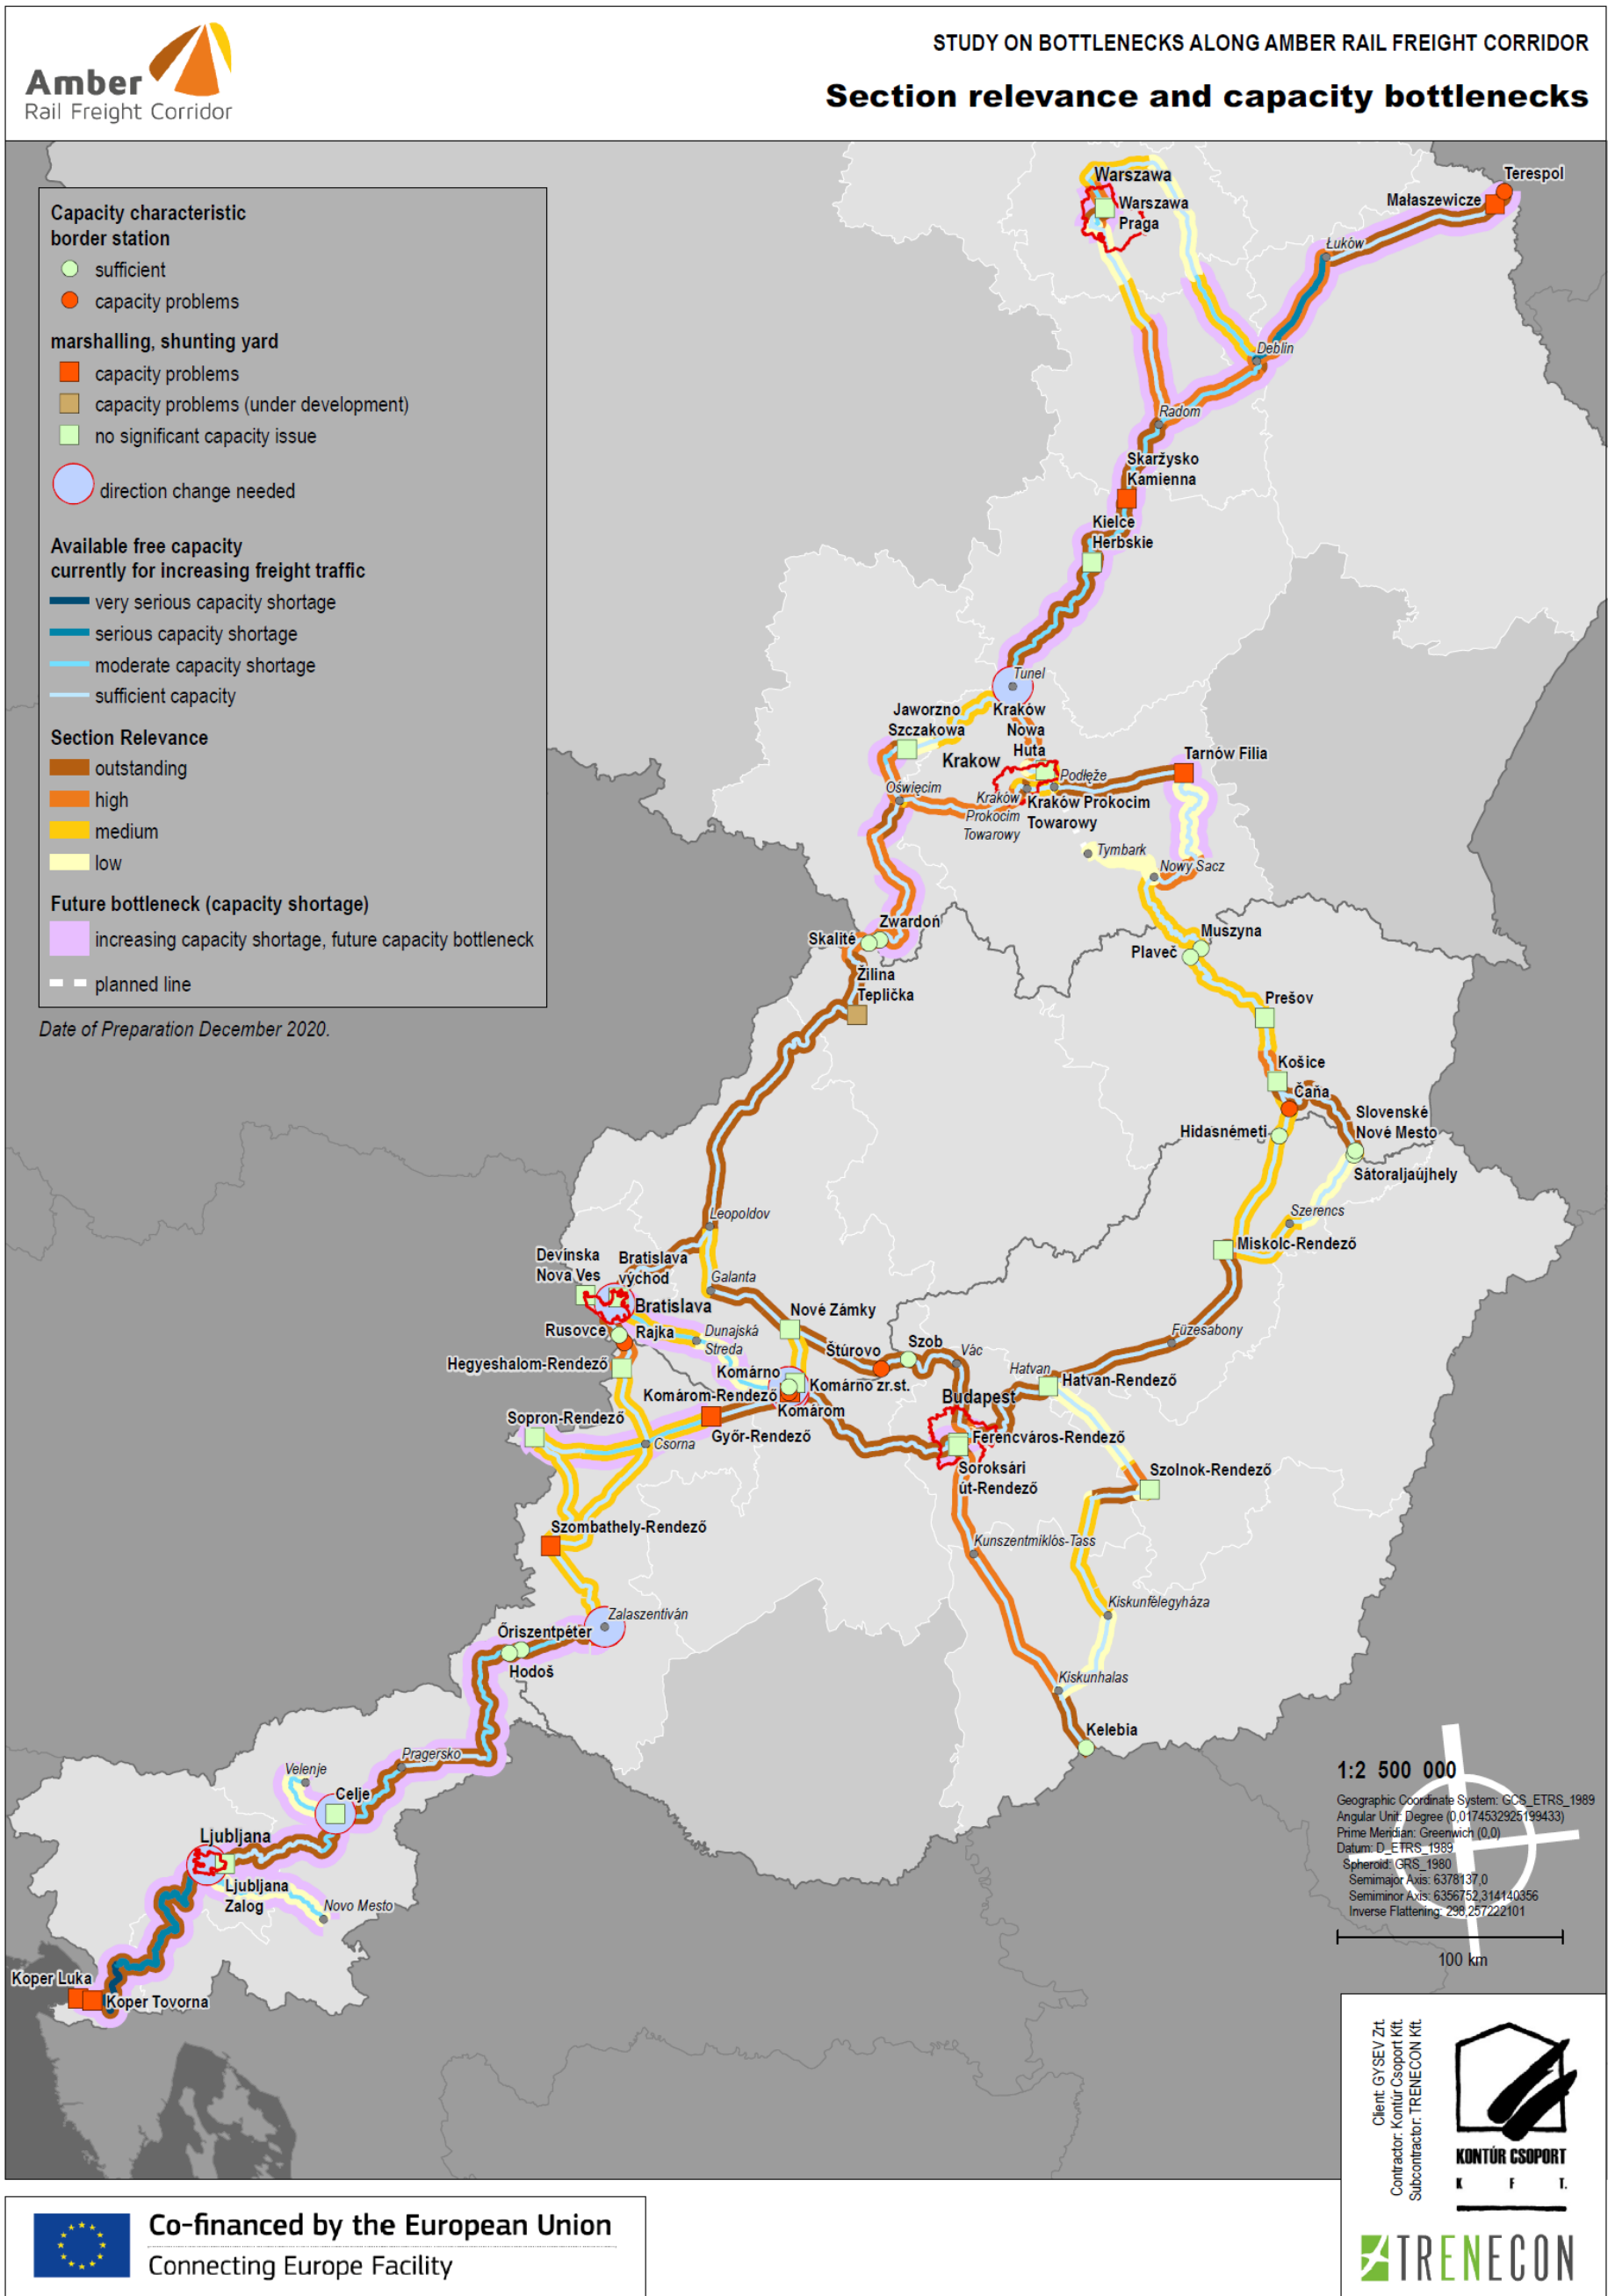 Amber
Rail Freight Corridor
STUDY ON BOTTLENECKS ALONG AMBER RAIL FREIGHT CORRIDOR
Section relevance and capacity bottlenecks
Capacity characteristic
border station
sufficient
capacity problems
marshalling, shunting yard
capacity problems
capacity problems (under development)
no significant capacity issue
direction change needed
Available free capacity
currently for increasing freight traffic
very serious capacity shortage
serious capacity shortage
moderate capacity shortage
sufficient capacity
Section Relevance
outstanding
high
medium
low
Future bottleneck (capacity shortage)
increasing capacity shortage, future capacity bottleneck
planned line
Date of Preparation December 2020.
Warszawa
Warszawa
Praga
Terespol
Małaszewicze
Łuków
Deblin
Radom
Skarżysko
Kamienna
Kielce
Herbskie
Tunel
Jaworzno
Szczakowa
Kraków
Nowa
Huta
Krakow
Tarnów Filia
Podłęże
Oświęcim
Kraków
Prokocim
Towarowy
Kraków Prokocim
Towarowy
Tymbark
Nowy Sacz
Zwardoń
Skalité
Muszyna
Plaveč
Žilina
Teplička
Prešov
Košice
Čaňa
Slovenské
Nové Mesto
Hidasnémeti
Sátoraljaújhely
Szerencs
Miskolc-Rendező
Leopoldov
Devínska
Nova Ves
Bratislava
východ
Galanta
Bratislava
Nové Zámky
Rusovce
Rajka
Dunajská
Streda
Štúrovo
Szob
Vác
Füzesabony
Hegyeshalom-Rendező
Komárno
Komárno zr.st.
Hatvan
Hatvan-Rendező
Komárom-Rendező
Komárom
Budapest
Sopron-Rendező
Győr-Rendező
Csorna
Ferencváros-Rendező
Soroksári
út-Rendező
Szolnok-Rendező
Szombathely-Rendező
Kunszentmiklós-Tass
Kiskunfélegyháza
Zalaszentiván
Őriszentpéter
Hodoš
Kiskunhalas
Kelebia
Pragersko
Velenje
Celje
Ljubljana
Ljubljana
Zalog
Novo Mesto
Koper Luka
Koper Tovorna
1:2 500 000
Geographic Coordinate System: GCS_ETRS_1989
Angular Unit: Degree (0,0174532925199433)
Prime Meridian: Greenwich (0,0)
Datum: D_ETRS_1989
Spheroid: GRS_1980
Semimajor Axis: 6378137,0
Semiminor Axis: 6356752,314140356
Inverse Flattening: 298,257222101
100 km
Client: GYSEV Zrt.
Contractor: Kontúr Csoport Kft.
Subcontractor: TRENECON Kft.
KONTÚR CSOPORT
K F T.
TRENECON
Co-financed by the European Union
Connecting Europe Facility